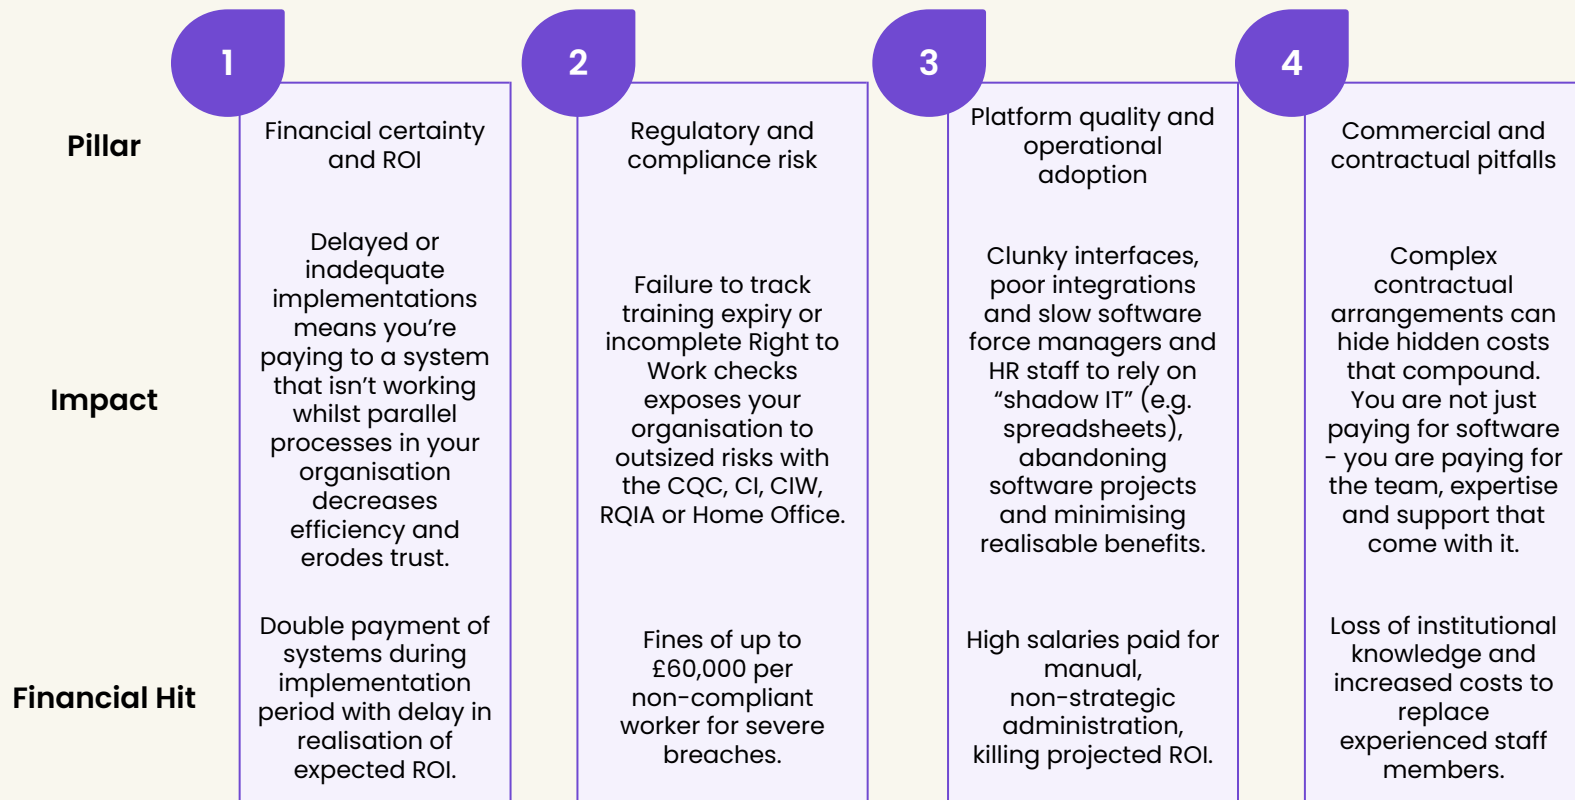 1
2
3
4
Pillar
Financial certainty
and ROI
Regulatory and
compliance risk
Platform quality and
operational
adoption
Commercial and
contractual pitfalls
Impact
Delayed or
inadequate
implementations
means you’re
paying to a system
that isn’t working
whilst parallel
processes in your
organisation
decreases
efficiency and
erodes trust.
Failure to track
training expiry or
incomplete Right to
Work checks
exposes your
organisation to
outsized risks with
the CQC, CI, CIW,
RQIA or Home Office.
Clunky interfaces,
poor integrations
and slow software
force managers and
HR staff to rely on
“shadow IT” (e.g.
spreadsheets),
abandoning
software projects
and minimising
realisable benefits.
Complex
contractual
arrangements can
hide hidden costs
that compound.
You are not just
paying for software
- you are paying for
the team, expertise
and support that
come with it.
Financial Hit
Double payment of
systems during
implementation
period with delay in
realisation of
expected ROI.
Fines of up to
£60,000 per
non-compliant
worker for severe
breaches.
High salaries paid for
manual,
non-strategic
administration,
killing projected ROI.
Loss of institutional
knowledge and
increased costs to
replace
experienced staff
members.